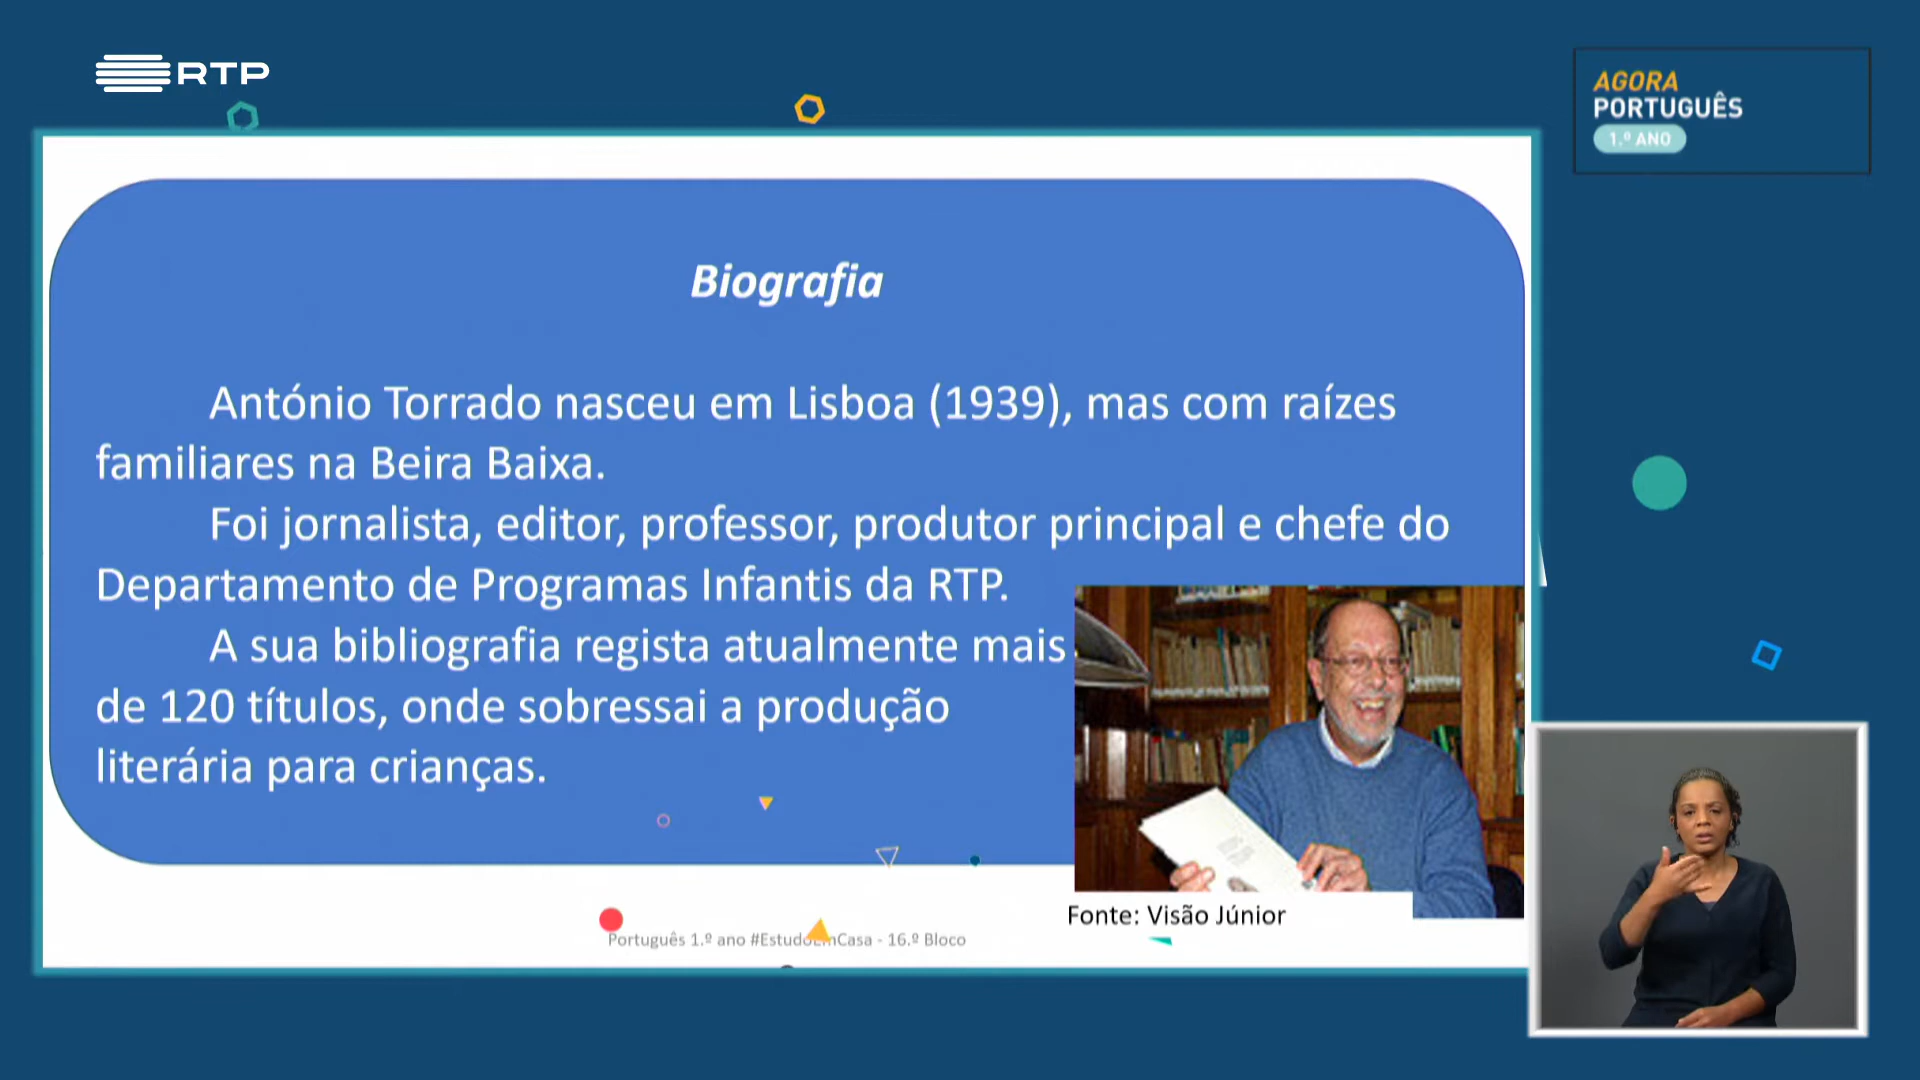 RTP
AGORA
PORTUGUÊS
1.º ANO
Biografia
António Torrado nasceu em Lisboa (1939), mas com raízes
familiares na Beira Baixa.
Foi jornalista, editor, professor, produtor principal e chefe do
Departamento de Programas Infantis da RTP.
A sua bibliografia regista atualmente mais
de 120 títulos, onde sobressai a produção
literária para crianças.
Fonte: Visão Júnior
Português 1.º ano #EstudoEmCasa - 16.º Bloco